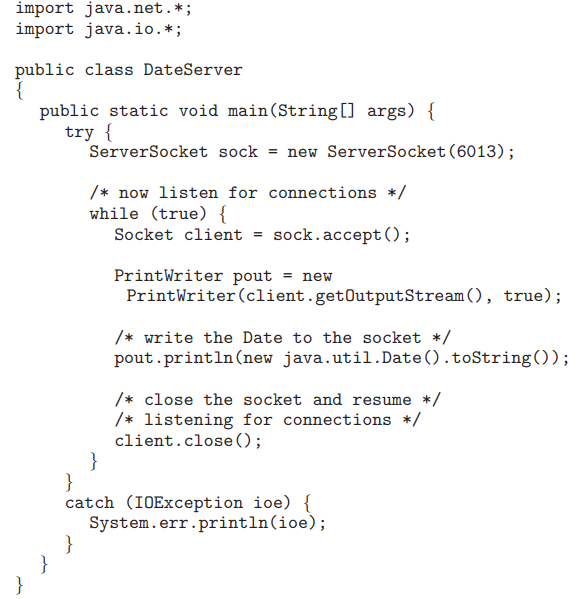 import java.net.*;
import java.io.*;
public class DateServer
{
public static void main(String[] args) {
try {
ServerSocket sock = new ServerSocket(6013);
/* now listen for connections */
while (true) {
Socket client = sock.accept();
PrintWriter pout = new
PrintWriter(client.getOutputStream(), true);
/* write the Date to the socket */
pout.println(new java.util.Date().toString());
/* close the socket and resume */
/* listening for connections */
client.close();
}
}
catch (IOException ioe) {
System.err.println(ioe);
}
}
}